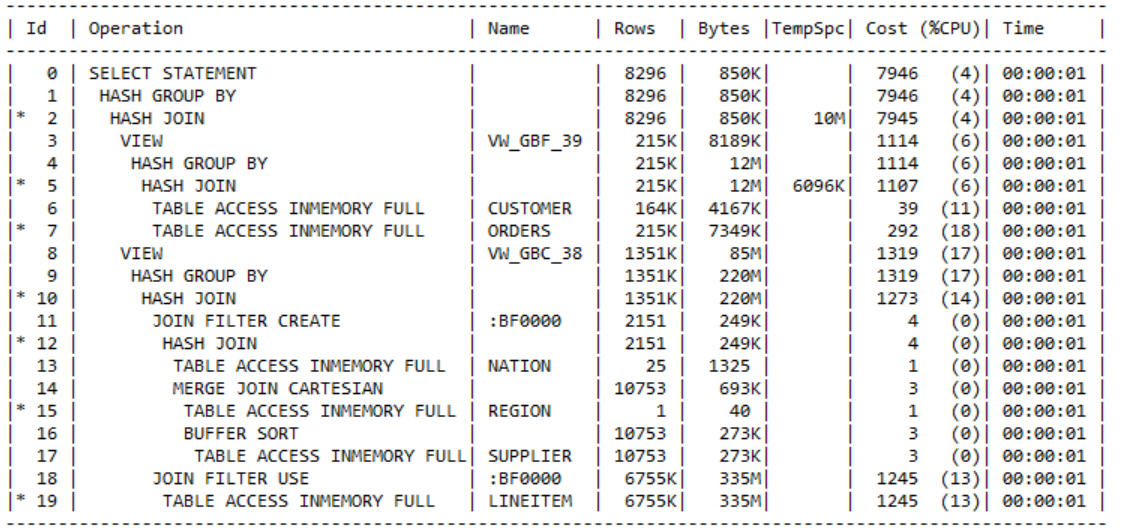 ---------------------------------------------------------------------------------------------------------------
| Id  | Operation                          | Name      | Rows  | Bytes |TempSpc| Cost (%CPU)| Time     |
---------------------------------------------------------------------------------------------------------------
|   0 | SELECT STATEMENT                   |           |  8296 |   850K|       |  7946   (4)| 00:00:01 |
|   1 |  HASH GROUP BY                     |           |  8296 |   850K|       |  7946   (4)| 00:00:01 |
|*  2 |   HASH JOIN                        |           |  8296 |   850K|    10M|  7945   (4)| 00:00:01 |
|   3 |    VIEW                            | VW_GBF_39 |   215K|  8189K|       |  1114   (6)| 00:00:01 |
|   4 |     HASH GROUP BY                  |           |   215K|    12M|       |  1114   (6)| 00:00:01 |
|*  5 |      HASH JOIN                     |           |   215K|    12M|  6096K|  1107   (6)| 00:00:01 |
|   6 |       TABLE ACCESS INMEMORY FULL   | CUSTOMER  |   164K|  4167K|       |    39  (11)| 00:00:01 |
|*  7 |       TABLE ACCESS INMEMORY FULL   | ORDERS    |   215K|  7349K|       |   292  (18)| 00:00:01 |
|   8 |    VIEW                            | VW_GBC_38 |  1351K|    85M|       |  1319  (17)| 00:00:01 |
|   9 |     HASH GROUP BY                  |           |  1351K|   220M|       |  1319  (17)| 00:00:01 |
|* 10 |      HASH JOIN                     |           |  1351K|   220M|       |  1273  (14)| 00:00:01 |
|  11 |       JOIN FILTER CREATE           | :BF0000   |  2151 |   249K|       |     4   (0)| 00:00:01 |
|* 12 |        HASH JOIN                   |           |  2151 |   249K|       |     4   (0)| 00:00:01 |
|  13 |         TABLE ACCESS INMEMORY FULL | NATION    |    25 |  1325 |       |     1   (0)| 00:00:01 |
|  14 |         MERGE JOIN CARTESIAN       |           | 10753 |   693K|       |     3   (0)| 00:00:01 |
|* 15 |          TABLE ACCESS INMEMORY FULL | REGION    |     1 |    40 |       |     1   (0)| 00:00:01 |
|  16 |          BUFFER SORT               |           | 10753 |   273K|       |     3   (0)| 00:00:01 |
|  17 |           TABLE ACCESS INMEMORY FULL| SUPPLIER  | 10753 |   273K|       |     3   (0)| 00:00:01 |
|  18 |       JOIN FILTER USE              | :BF0000   |  6755K|   335M|       |  1245  (13)| 00:00:01 |
|* 19 |        TABLE ACCESS INMEMORY FULL  | LINEITEM  |  6755K|   335M|       |  1245  (13)| 00:00:01 |
---------------------------------------------------------------------------------------------------------------